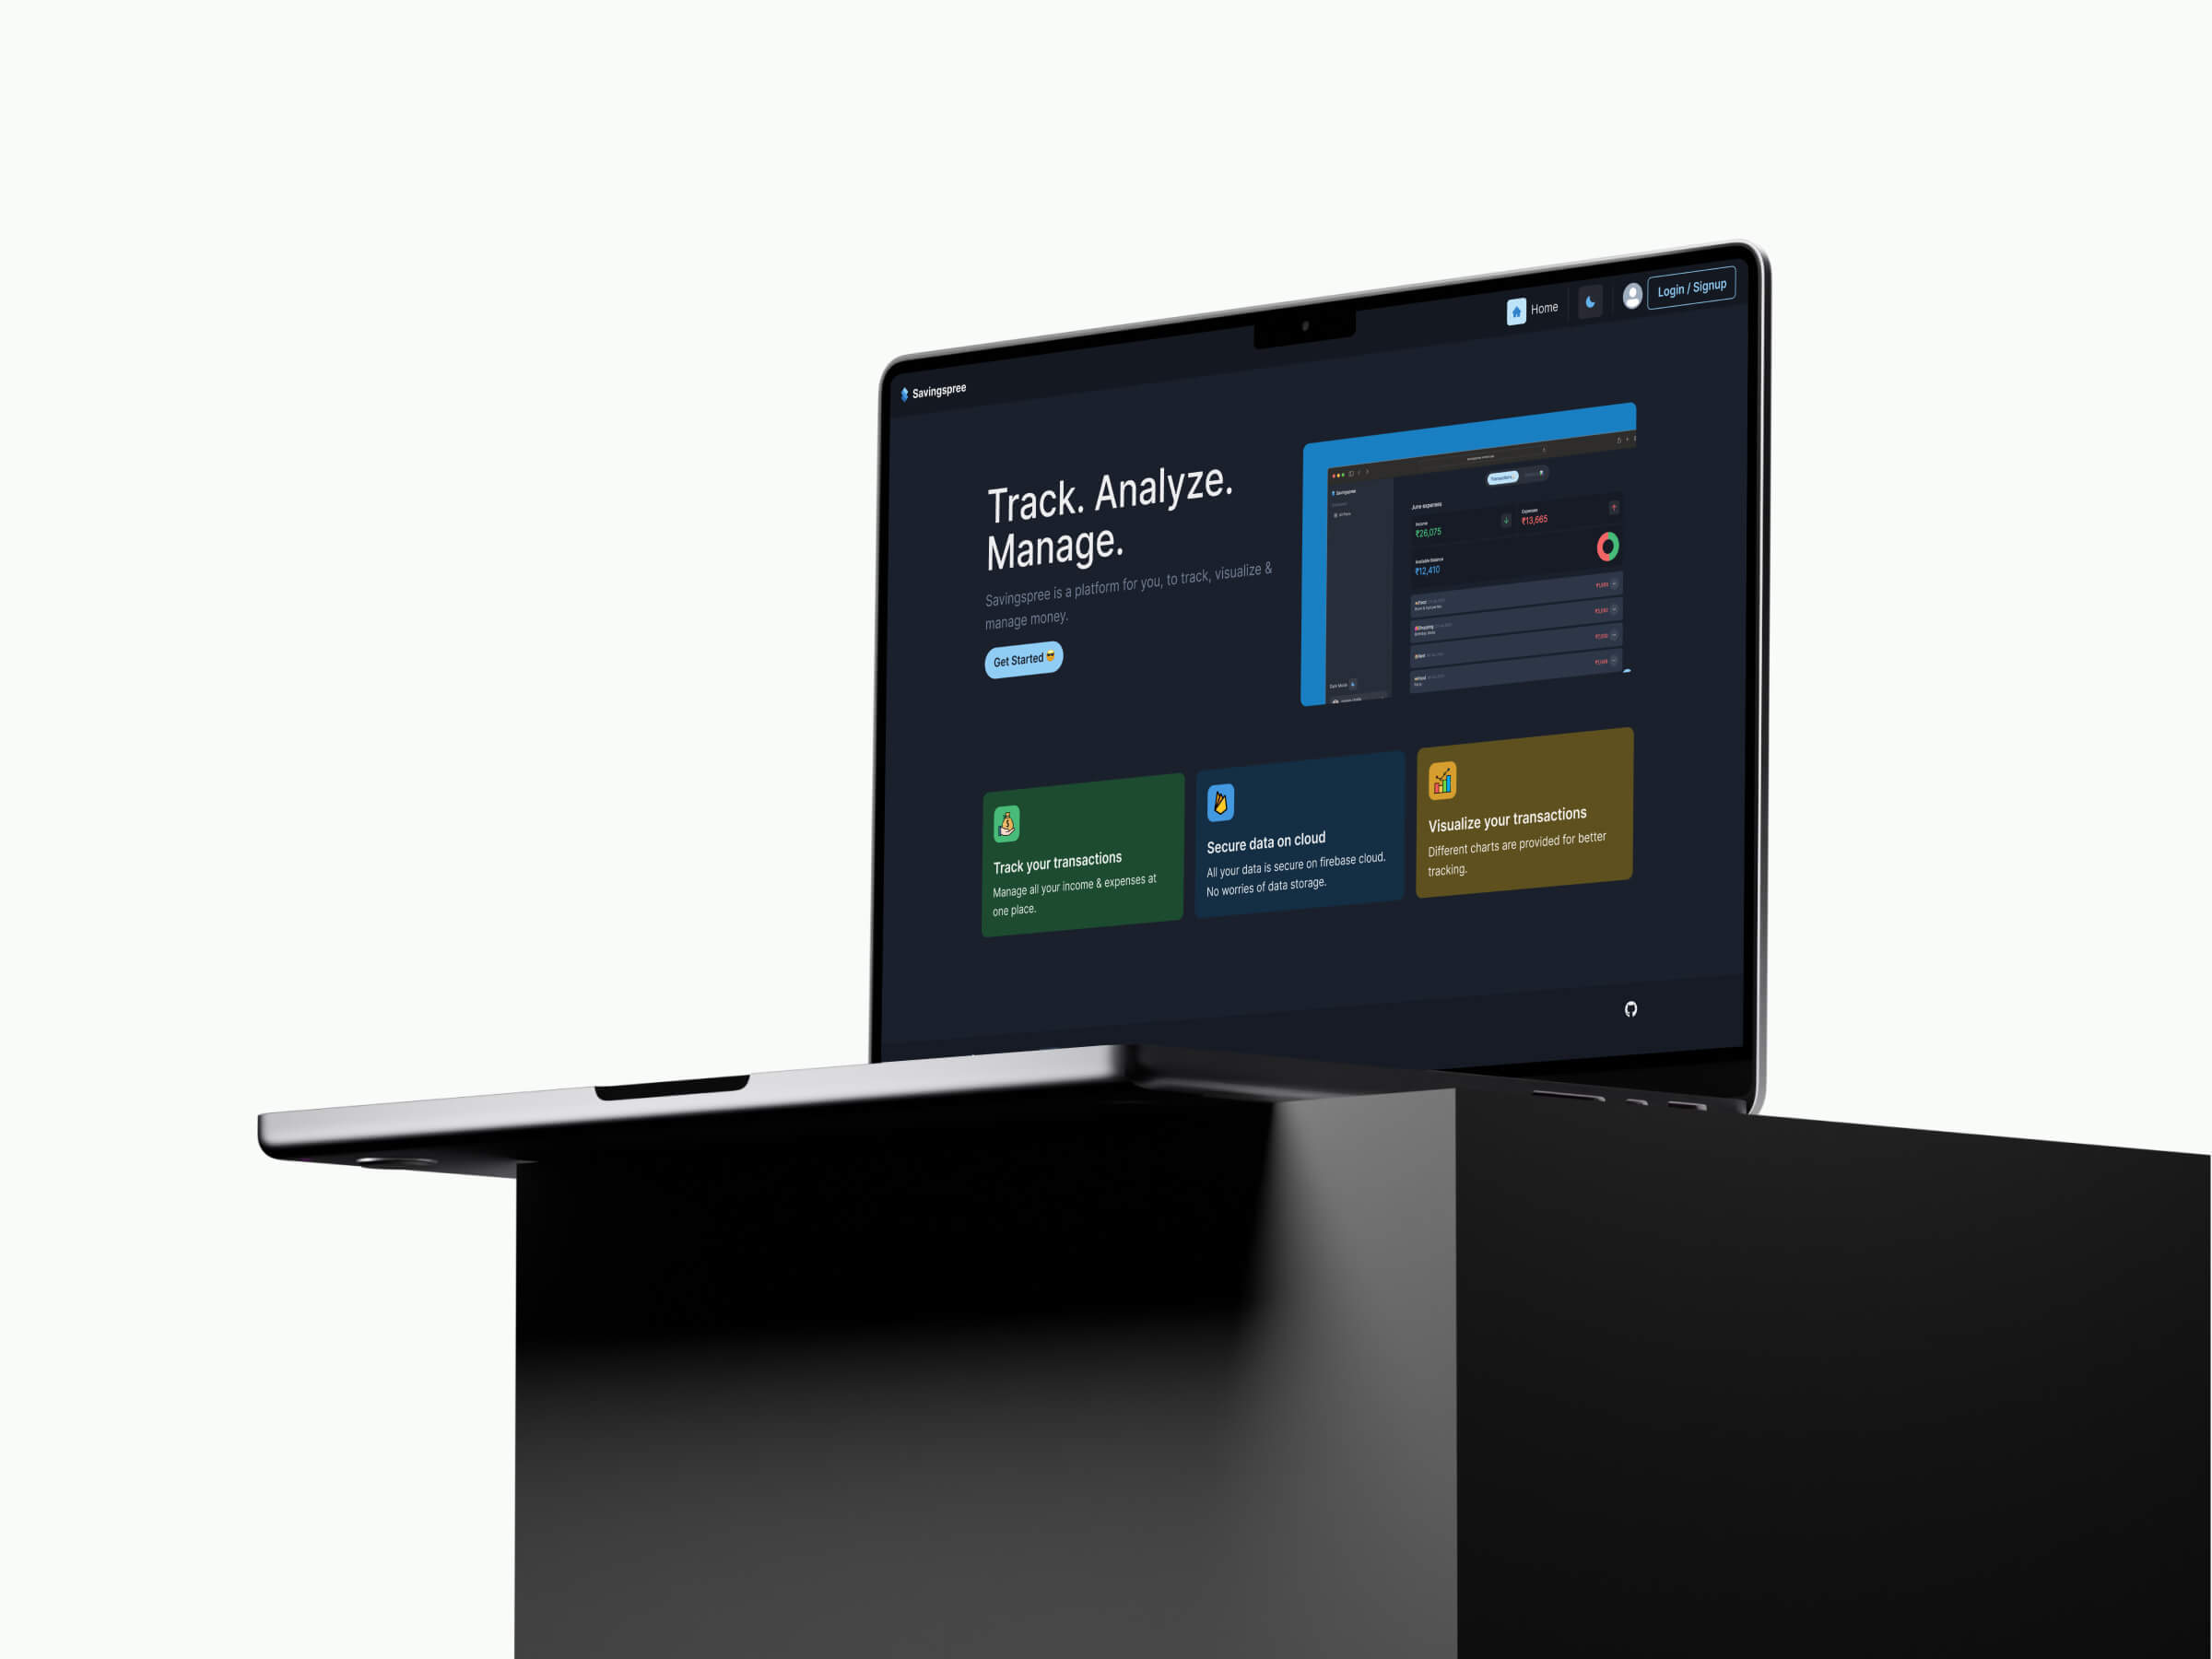 Home
Login / Signup
Savingspree
Track. Analyze.
Manage.
Savingspree is a platform for you, to track, visualize &
manage money.
Get Started 😎
Savingspree
Transactions
June expenses
Income
₹26,075
Expenses
₹13,665
Available Balance
₹12,410
Dark Mode
Track your transactions
Manage all your income & expenses at
one place.
Secure data on cloud
All your data is secure on firebase cloud.
No worries of data storage.
Visualize your transactions
Different charts are provided for better
tracking.